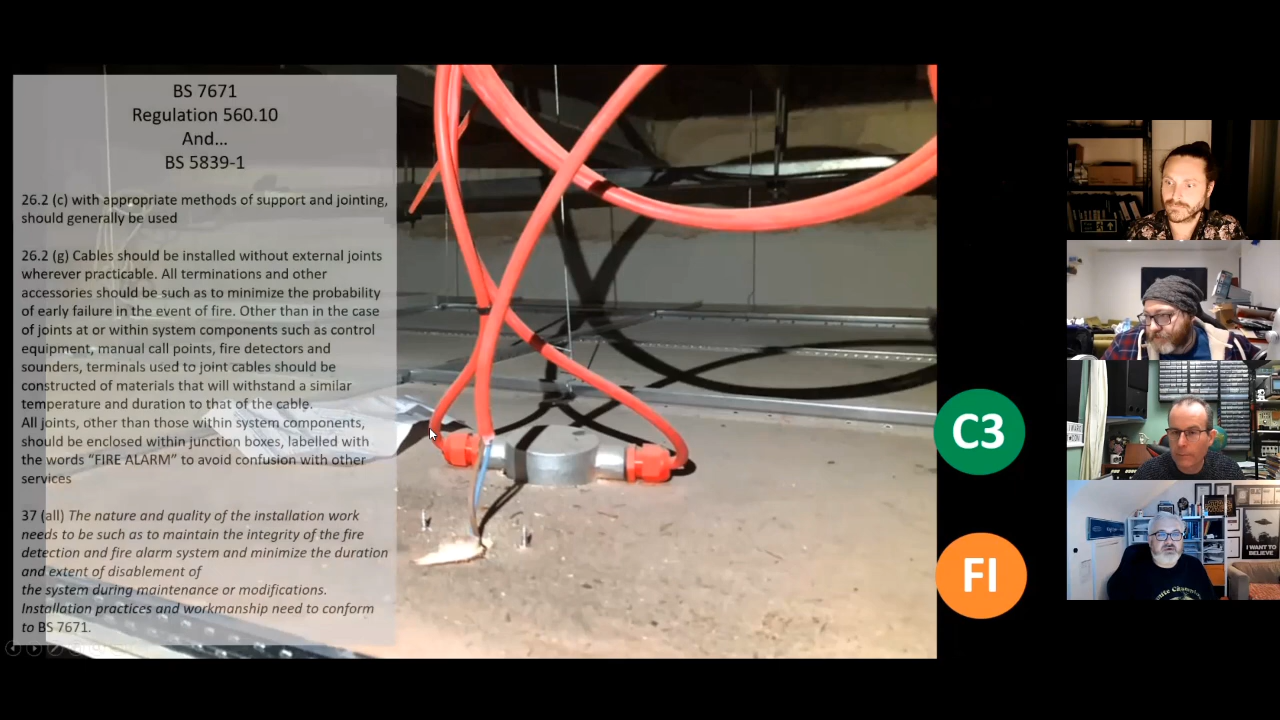 BS 7671
Regulation 560.10
And...
BS 5839-1
26.2 (c) with appropriate methods of support and jointing,
should generally be used
26.2 (g) Cables should be installed without external joints
wherever practicable. All terminations and other
accessories should be such as to minimize the probability
of early failure in the event of fire. Other than in the case
of joints at or within system components such as control
equipment, manual call points, fire detectors and
sounders, terminals used to joint cables should be
constructed of materials that will withstand a similar
temperature and duration to that of the cable.
All joints, other than those within system components,
should be enclosed within junction boxes, labelled with
the words “FIRE ALARM” to avoid confusion with other
services
37 (all) The nature and quality of the installation work
needs to be such as to maintain the integrity of the fire
detection and fire alarm system and minimize the duration
and extent of disablement of
the system during maintenance or modifications.
Installation practices and workmanship need to conform
to BS 7671.
C3
FI
I WANT TO
BELIEVE